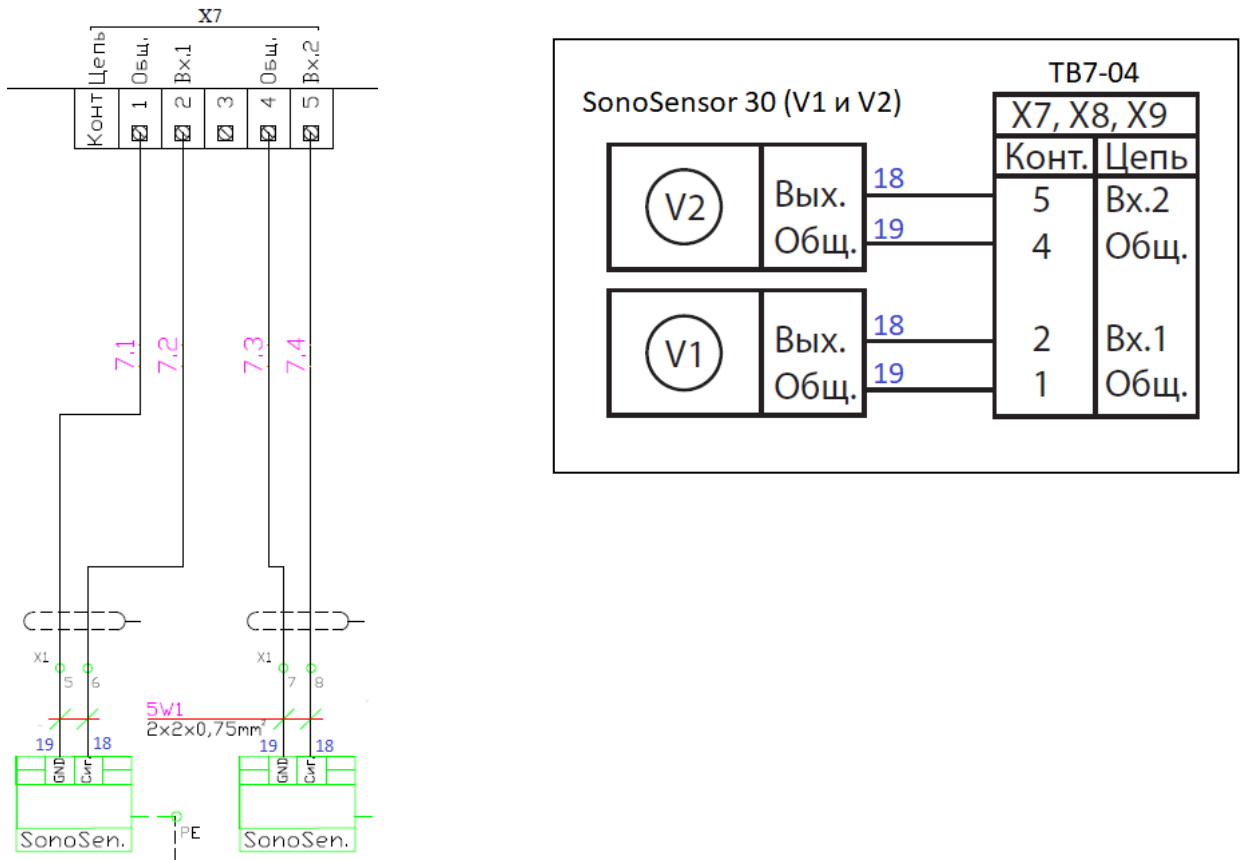 X7
Конт Цепь
1 Общ.
2 Вх.1
3
4 Общ.
5 Вх.2
7.1 7.2 7.3 7.4
X1 X1
5 6 7 8
5W1
2x2x0,75mm²
19 18 19 18
GND Сиг. GND Сиг.
SonoSen. PE SonoSen.
SonoSensor 30 (V1 и V2)
ТВ7-04
X7, X8, X9
Конт. Цепь
V2 Вых. 18 5 Вх.2
Общ. 19 4 Общ.
V1 Вых. 18 2 Вх.1
Общ. 19 1 Общ.